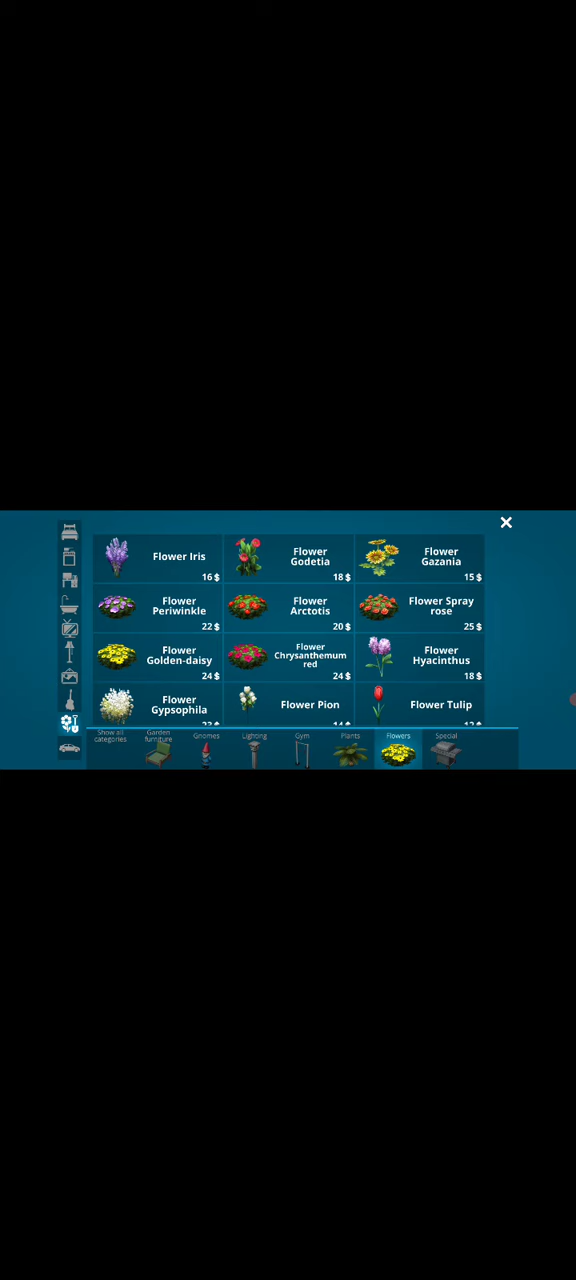 Flower Iris
16 $
Flower
Godetia
18 $
Flower
Gazania
15 $
Flower
Periwinkle
22 $
Flower
Arctotis
20 $
Flower Spray
rose
25 $
Flower
Golden-daisy
24 $
Flower
Chrysanthemum
red
24 $
Flower
Hyacinthus
18 $
Flower
Gypsophila
Flower Pion
Flower Tulip
Show all
categories
Garden
furniture
Gnomes
Lighting
Gym
Plants
Flowers
Special